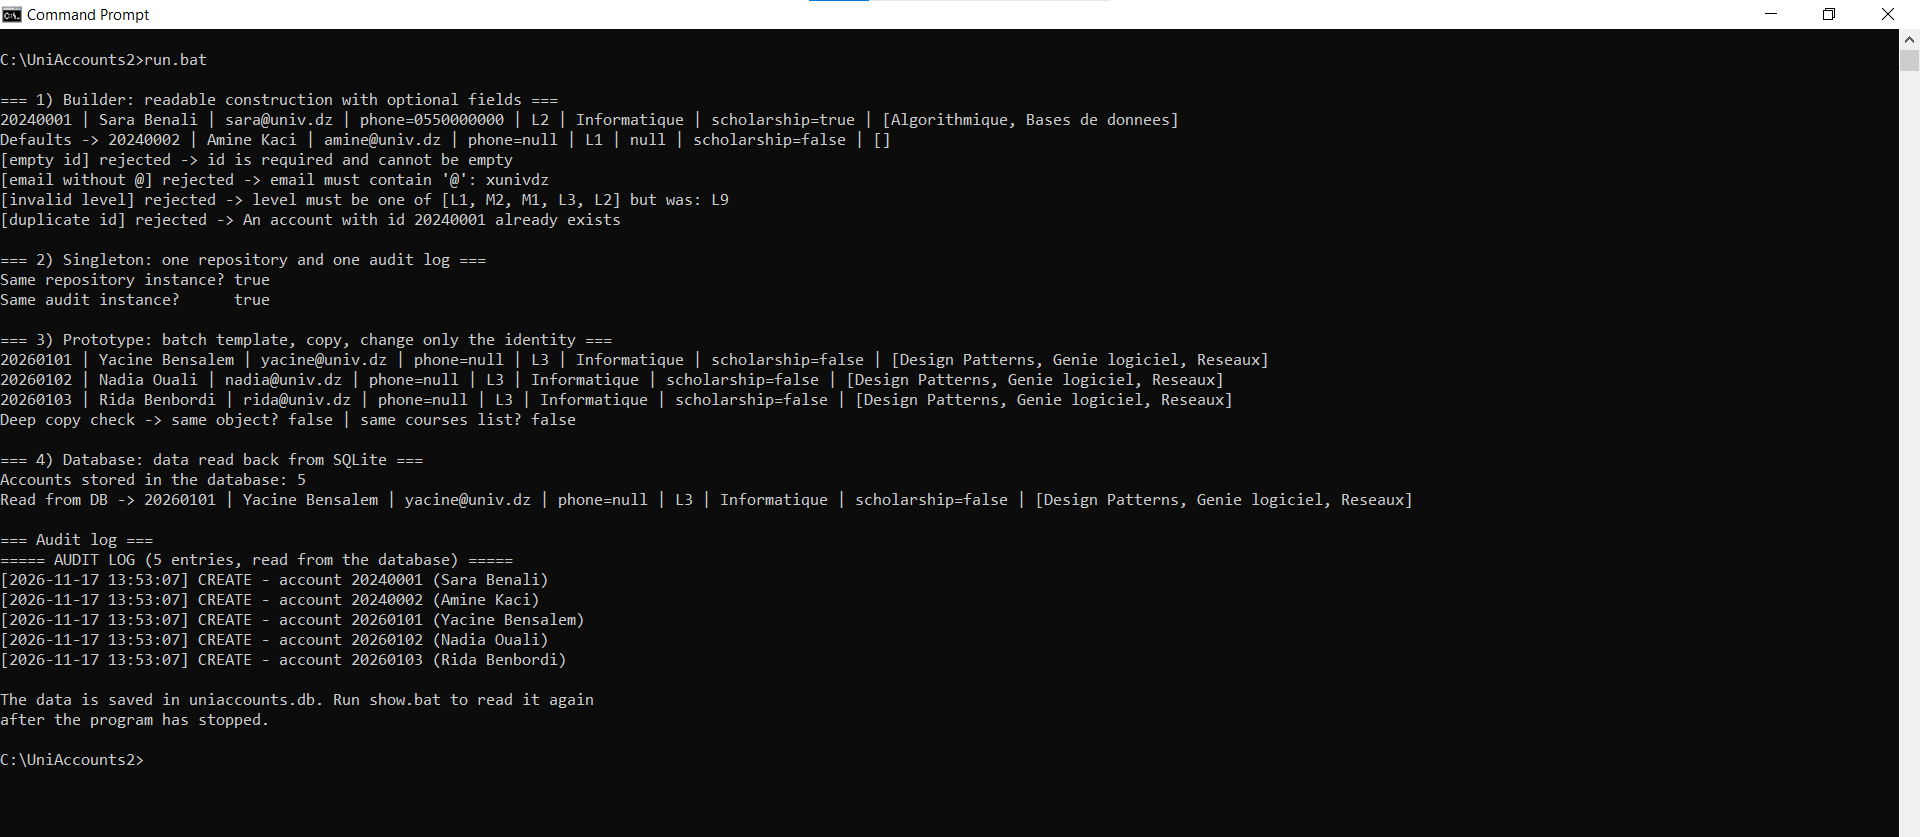 Command Prompt
C:\UniAccounts2>run.bat
=== 1) Builder: readable construction with optional fields ===
20240001 | Sara Benali | sara@univ.dz | phone=0550000000 | L2 | Informatique | scholarship=true | [Algorithmique, Bases de donnees]
Defaults -> 20240002 | Amine Kaci | amine@univ.dz | phone=null | L1 | null | scholarship=false | []
[empty id] rejected -> id is required and cannot be empty
[email without @] rejected -> email must contain '@': xunivdz
[invalid level] rejected -> level must be one of [L1, M2, M1, L3, L2] but was: L9
[duplicate id] rejected -> An account with id 20240001 already exists
=== 2) Singleton: one repository and one audit log ===
Same repository instance? true
Same audit instance?      true
=== 3) Prototype: batch template, copy, change only the identity ===
20260101 | Yacine Bensalem | yacine@univ.dz | phone=null | L3 | Informatique | scholarship=false | [Design Patterns, Genie logiciel, Reseaux]
20260102 | Nadia Ouali | nadia@univ.dz | phone=null | L3 | Informatique | scholarship=false | [Design Patterns, Genie logiciel, Reseaux]
20260103 | Rida Benbordi | rida@univ.dz | phone=null | L3 | Informatique | scholarship=false | [Design Patterns, Genie logiciel, Reseaux]
Deep copy check -> same object? false | same courses list? false
=== 4) Database: data read back from SQLite ===
Accounts stored in the database: 5
Read from DB -> 20260101 | Yacine Bensalem | yacine@univ.dz | phone=null | L3 | Informatique | scholarship=false | [Design Patterns, Genie logiciel, Reseaux]
=== Audit log ===
===== AUDIT LOG (5 entries, read from the database) =====
[2026-11-17 13:53:07] CREATE - account 20240001 (Sara Benali)
[2026-11-17 13:53:07] CREATE - account 20240002 (Amine Kaci)
[2026-11-17 13:53:07] CREATE - account 20260101 (Yacine Bensalem)
[2026-11-17 13:53:07] CREATE - account 20260102 (Nadia Ouali)
[2026-11-17 13:53:07] CREATE - account 20260103 (Rida Benbordi)
The data is saved in uniaccounts.db. Run show.bat to read it again
after the program has stopped.
C:\UniAccounts2>